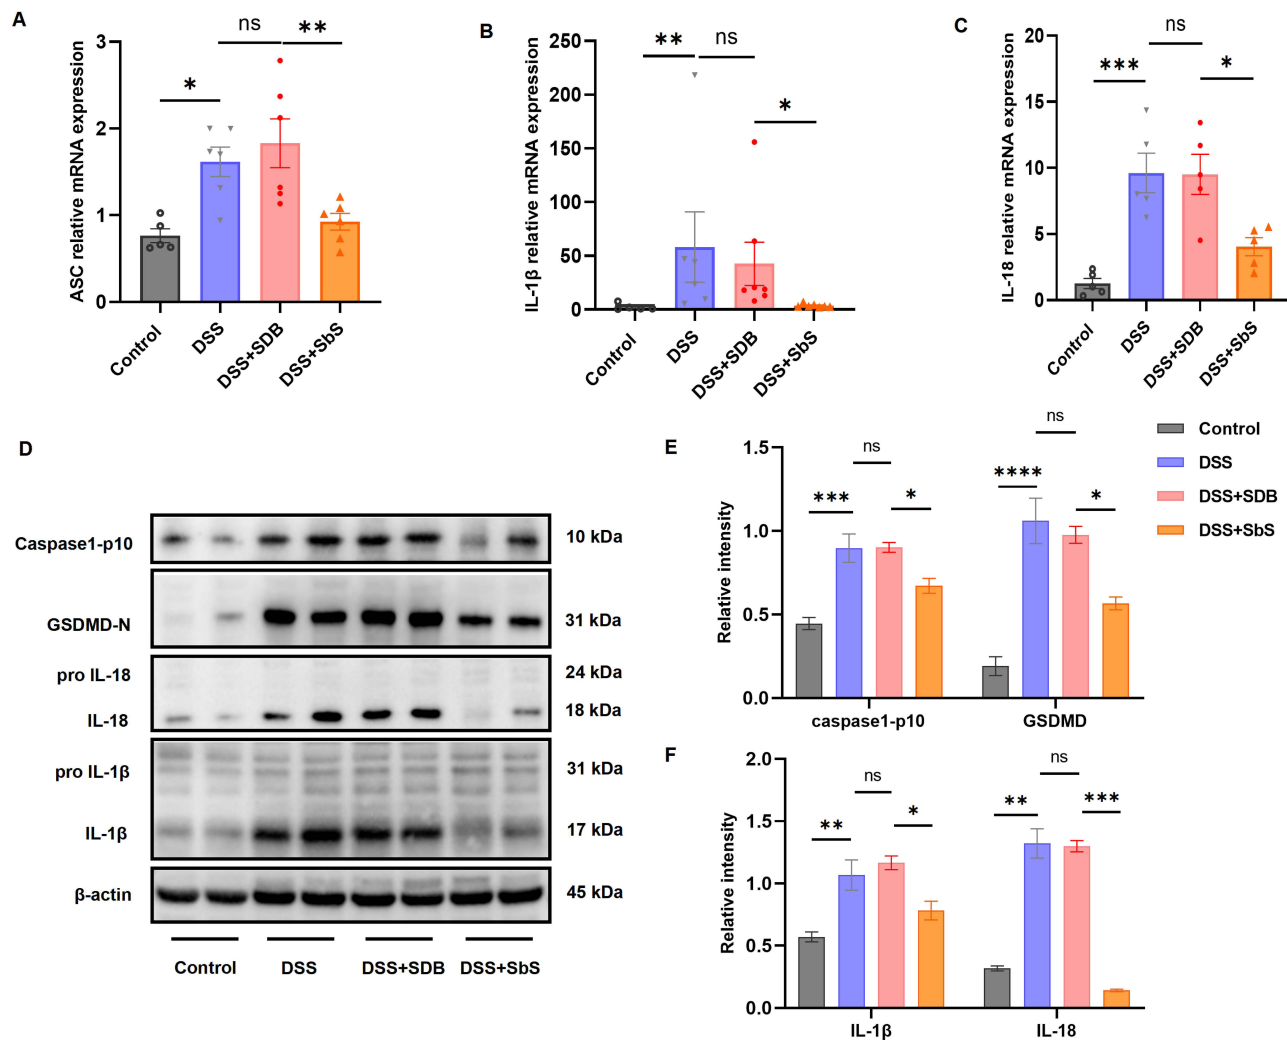 A
ns
**
*
3
2
1
0
ASC relative mRNA expression
Control
DSS
DSS+SDB
DSS+SbS
B
**
ns
*
250
200
150
100
50
0
IL-1β relative mRNA expression
Control
DSS
DSS+SDB
DSS+SbS
C
ns
***
*
20
15
10
5
0
IL-18 relative mRNA expression
Control
DSS
DSS+SDB
DSS+SbS
D
Caspase1-p10
10 kDa
GSDMD-N
31 kDa
pro IL-18
24 kDa
IL-18
18 kDa
pro IL-1β
31 kDa
IL-1β
17 kDa
β-actin
45 kDa
Control
DSS
DSS+SDB
DSS+SbS
E
ns
***
*
ns
****
*
1.5
1.0
0.5
0.0
Relative intensity
caspase1-p10
GSDMD
Control
DSS
DSS+SDB
DSS+SbS
F
ns
**
*
ns
**
***
2.0
1.5
1.0
0.5
0.0
Relative intensity
IL-1β
IL-18